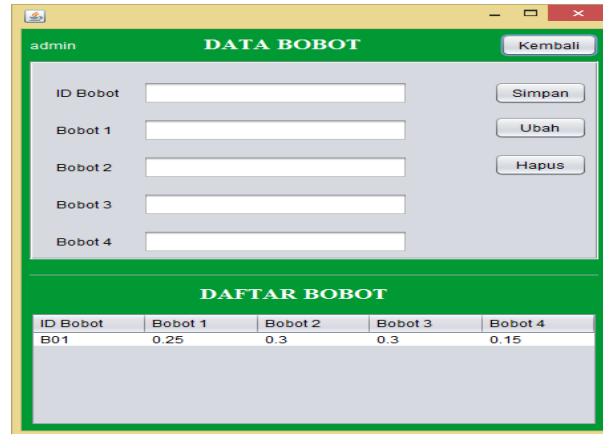 admin DATA BOBOT Kembali
ID Bobot Simpan
Bobot 1 Ubah
Bobot 2 Hapus
Bobot 3
Bobot 4
DAFTAR BOBOT
ID Bobot Bobot 1 Bobot 2 Bobot 3 Bobot 4
B01 0.25 0.3 0.3 0.15